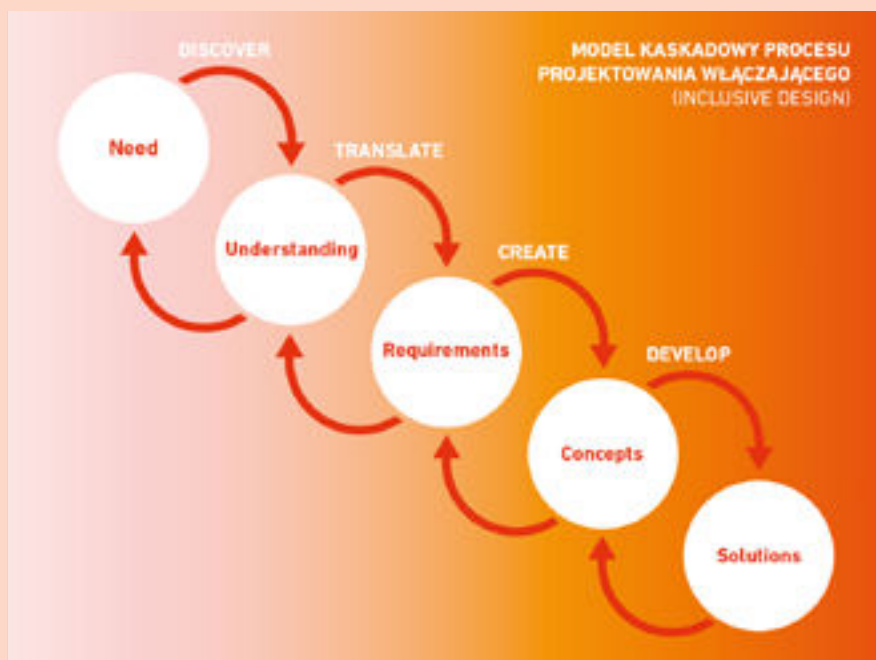 DISCOVER
MODEL KASKADOWY PROCESU
PROJEKTOWANIA WŁĄCZAJĄCEGO
(INCLUSIVE DESIGN)
Need
TRANSLATE
Understanding
CREATE
Requirements
DEVELOP
Concepts
Solutions